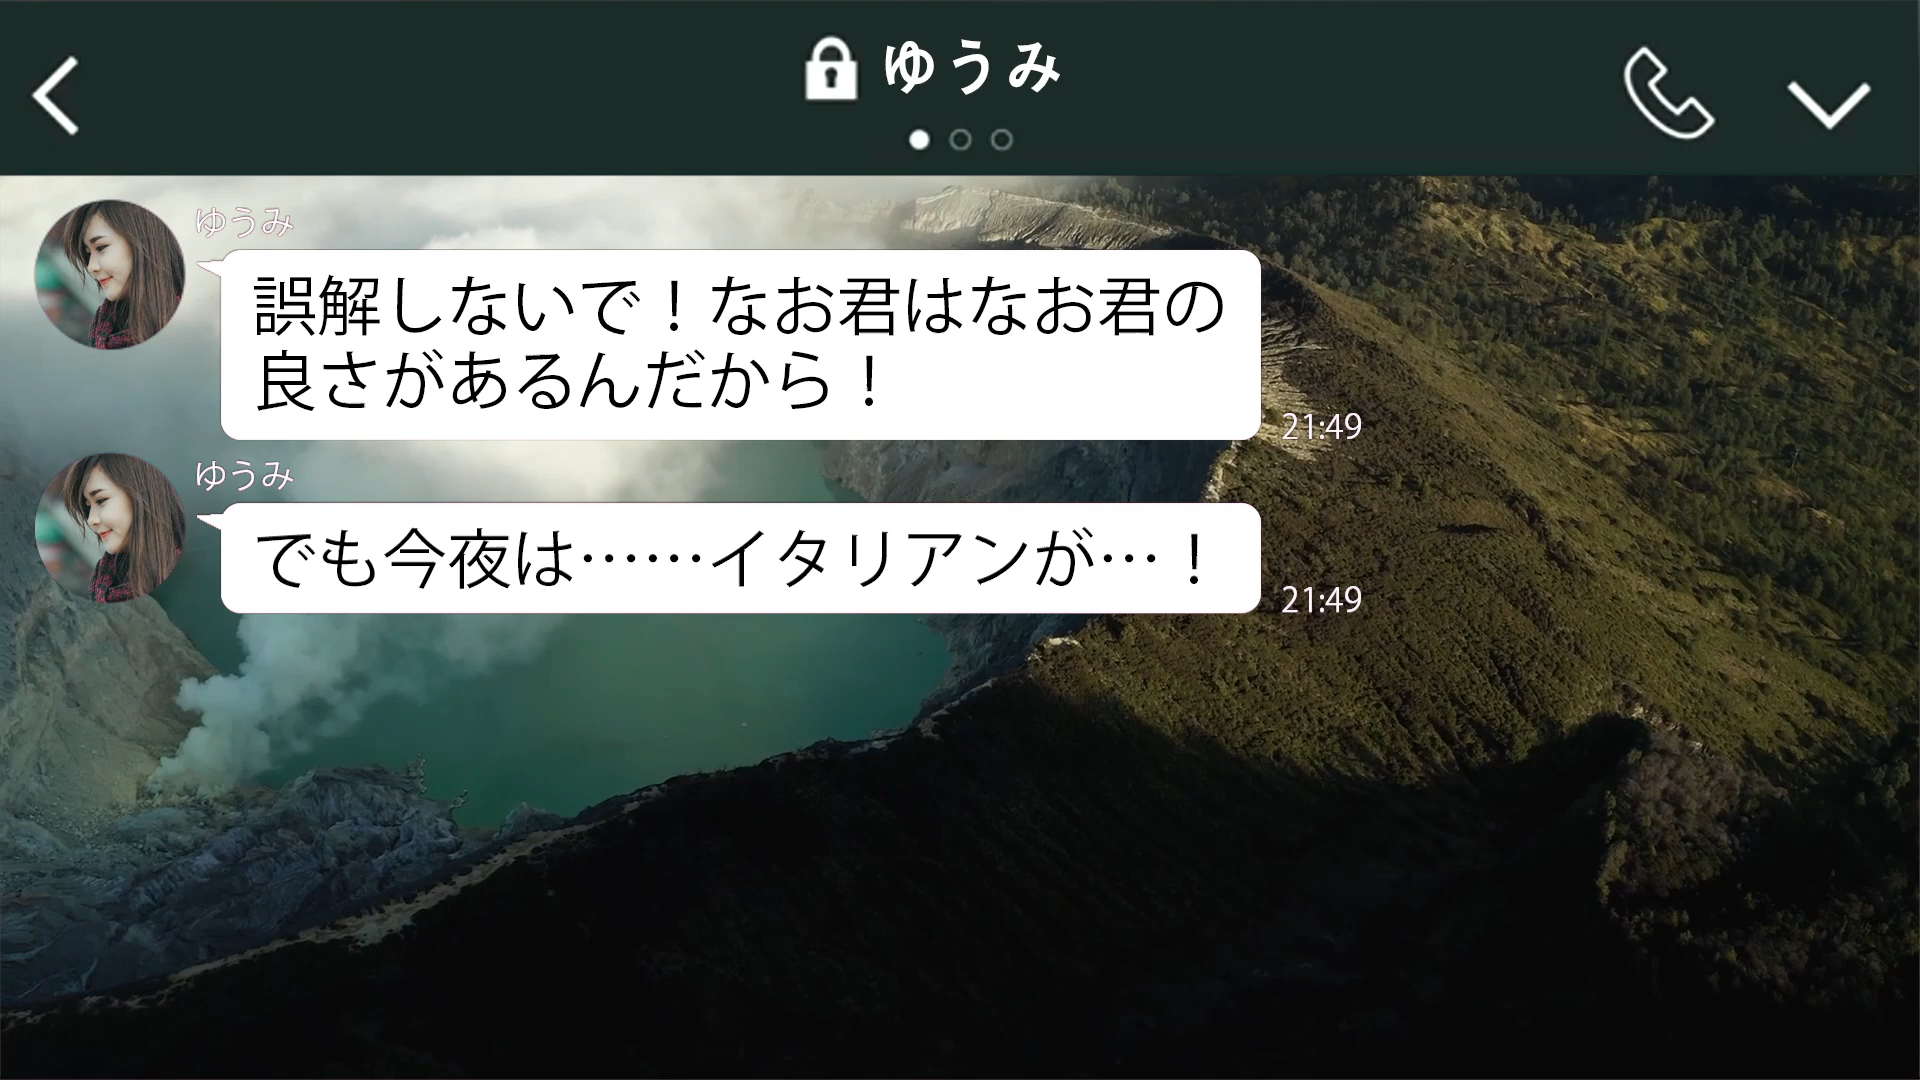 ゆうみ
ゆうみ
誤解しないで！なお君はなお君の
良さがあるんだから！
21:49
ゆうみ
でも今夜は……イタリアンが…！
21:49